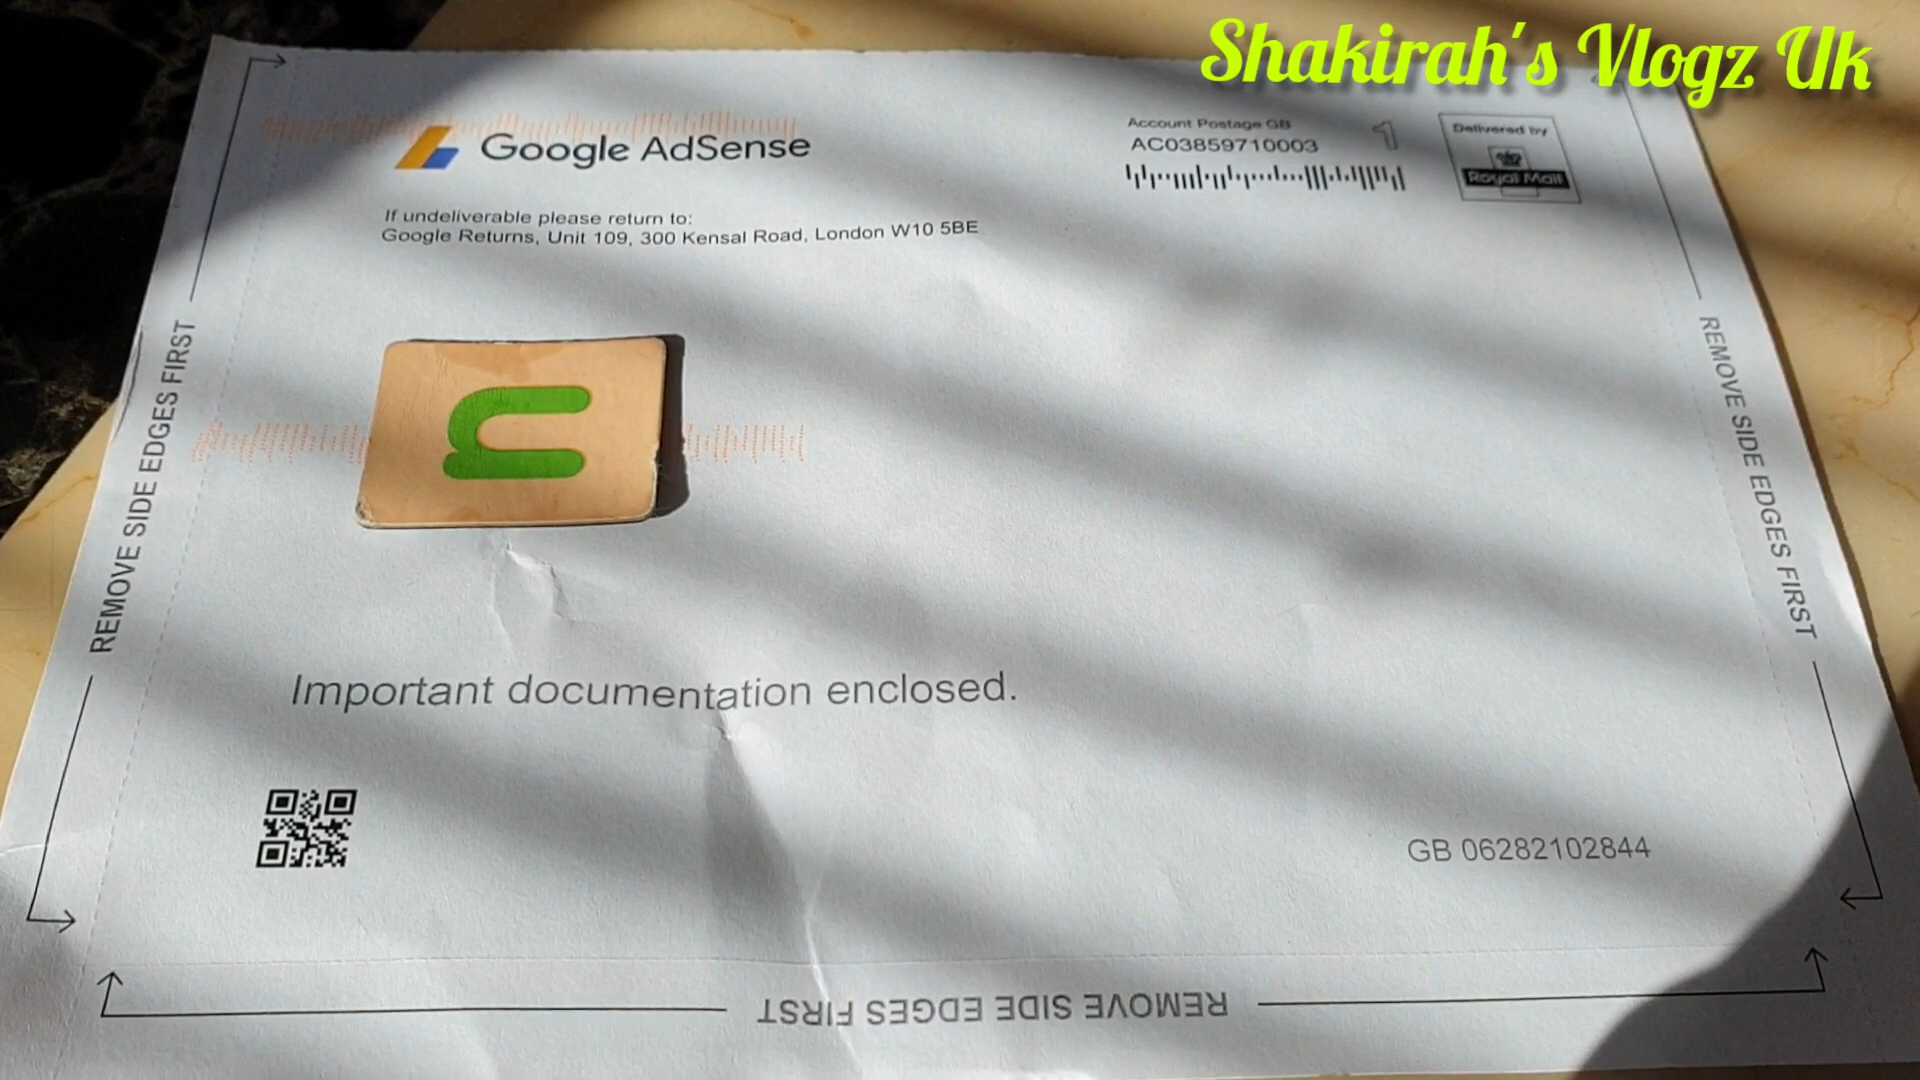 Shakirah's Vlogz Uk
Google AdSense
Account Postage GB
AC03859710003
1
Delivered by
Royal Mail
If undeliverable please return to:
Google Returns, Unit 109, 300 Kensal Road, London W10 5BE
REMOVE SIDE EDGES FIRST
REMOVE SIDE EDGES FIRST
n
Important documentation enclosed.
GB 06282102844
REMOVE SIDE EDGES FIRST